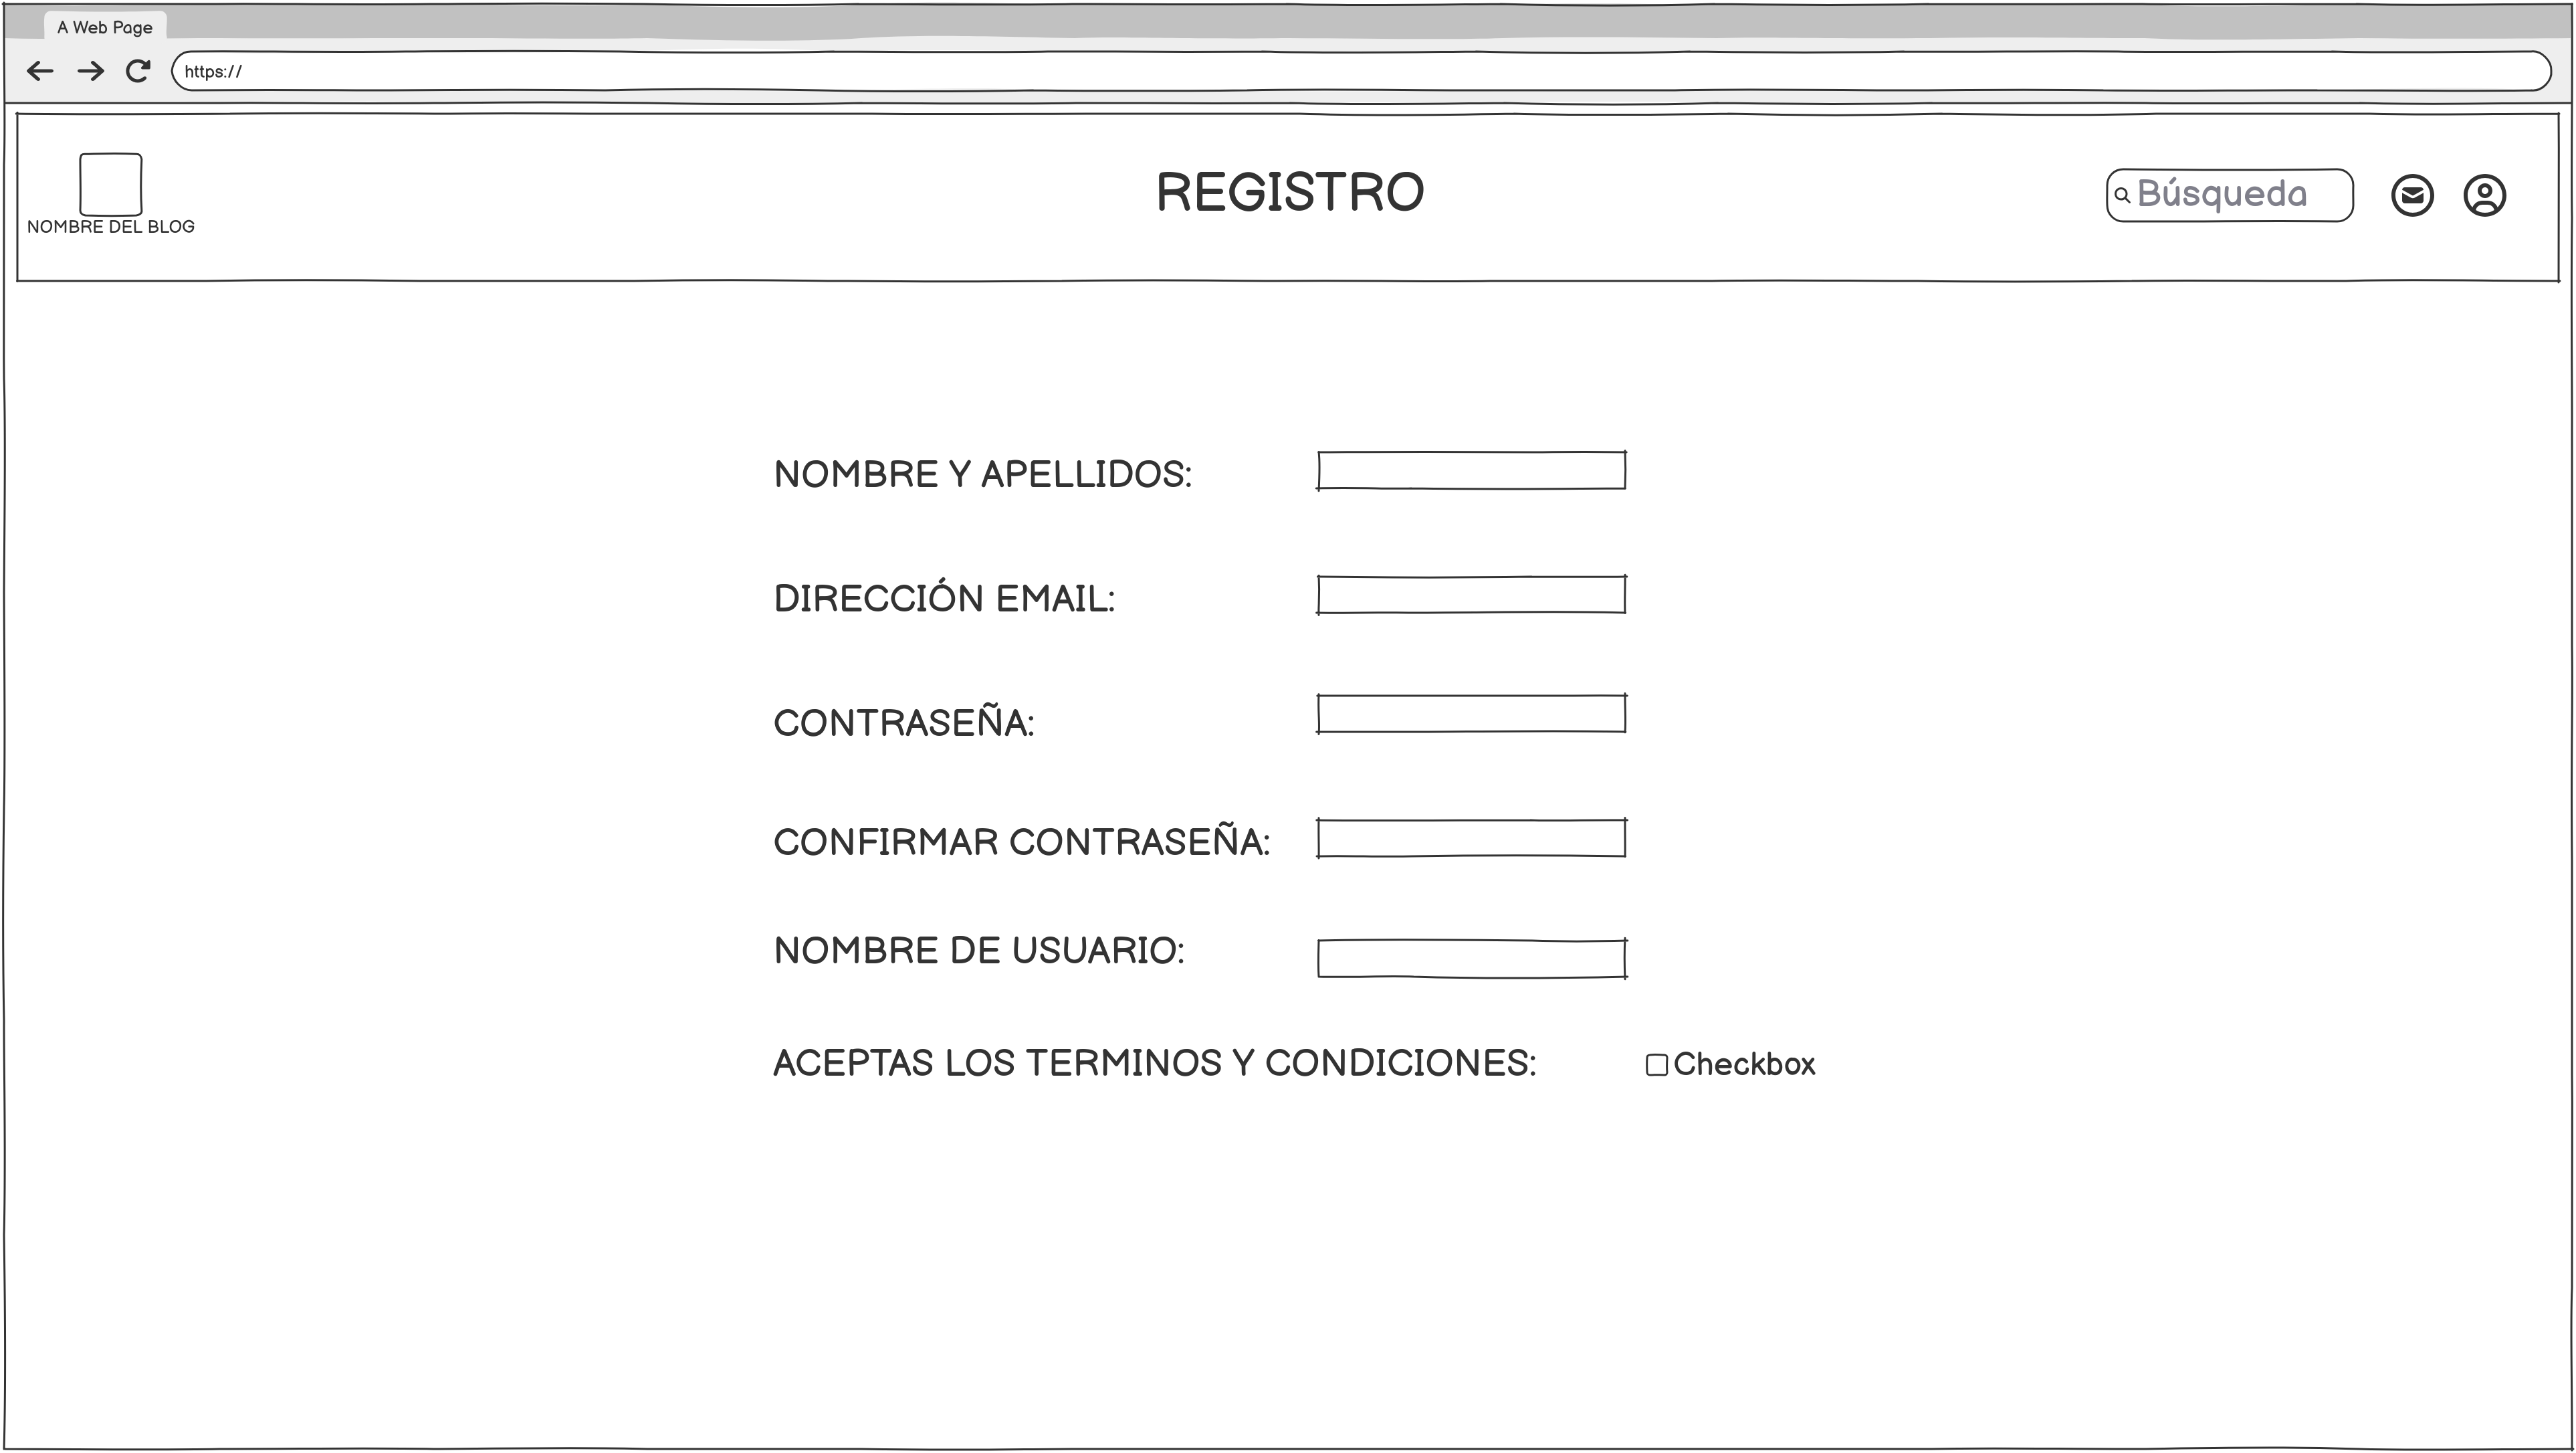 A Web Page
https://
REGISTRO
Búsqueda
NOMBRE DEL BLOG
NOMBRE Y APELLIDOS:
DIRECCIÓN EMAIL:
CONTRASEÑA:
CONFIRMAR CONTRASEÑA:
NOMBRE DE USUARIO:
ACEPTAS LOS TERMINOS Y CONDICIONES: Checkbox